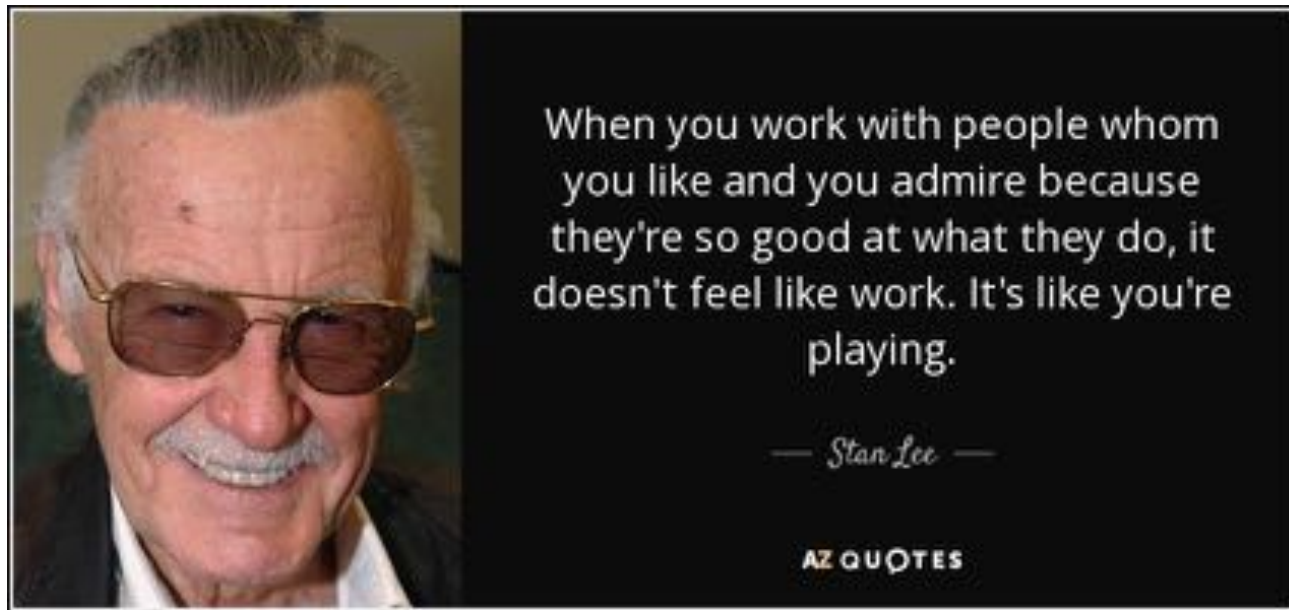 When you work with people whom
you like and you admire because
they're so good at what they do, it
doesn't feel like work. It's like you're
playing.
— Stan Lee —
AZ QUOTES